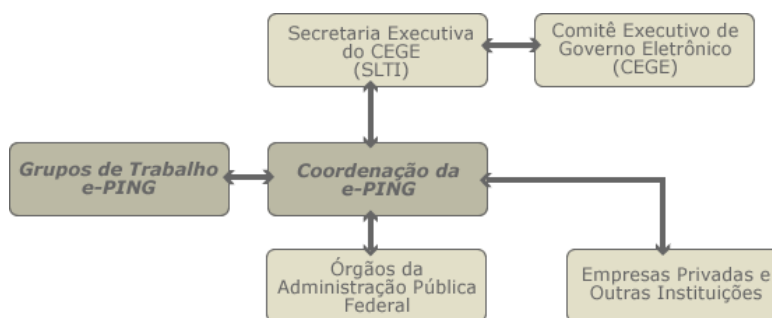 Secretaria Executiva
do CEGE
(SLTI)
Comitê Executivo de
Governo Eletrônico
(CEGE)
Grupos de Trabalho
e-PING
Coordenação da
e-PING
Órgãos da
Administração Pública
Federal
Empresas Privadas e
Outras Instituições